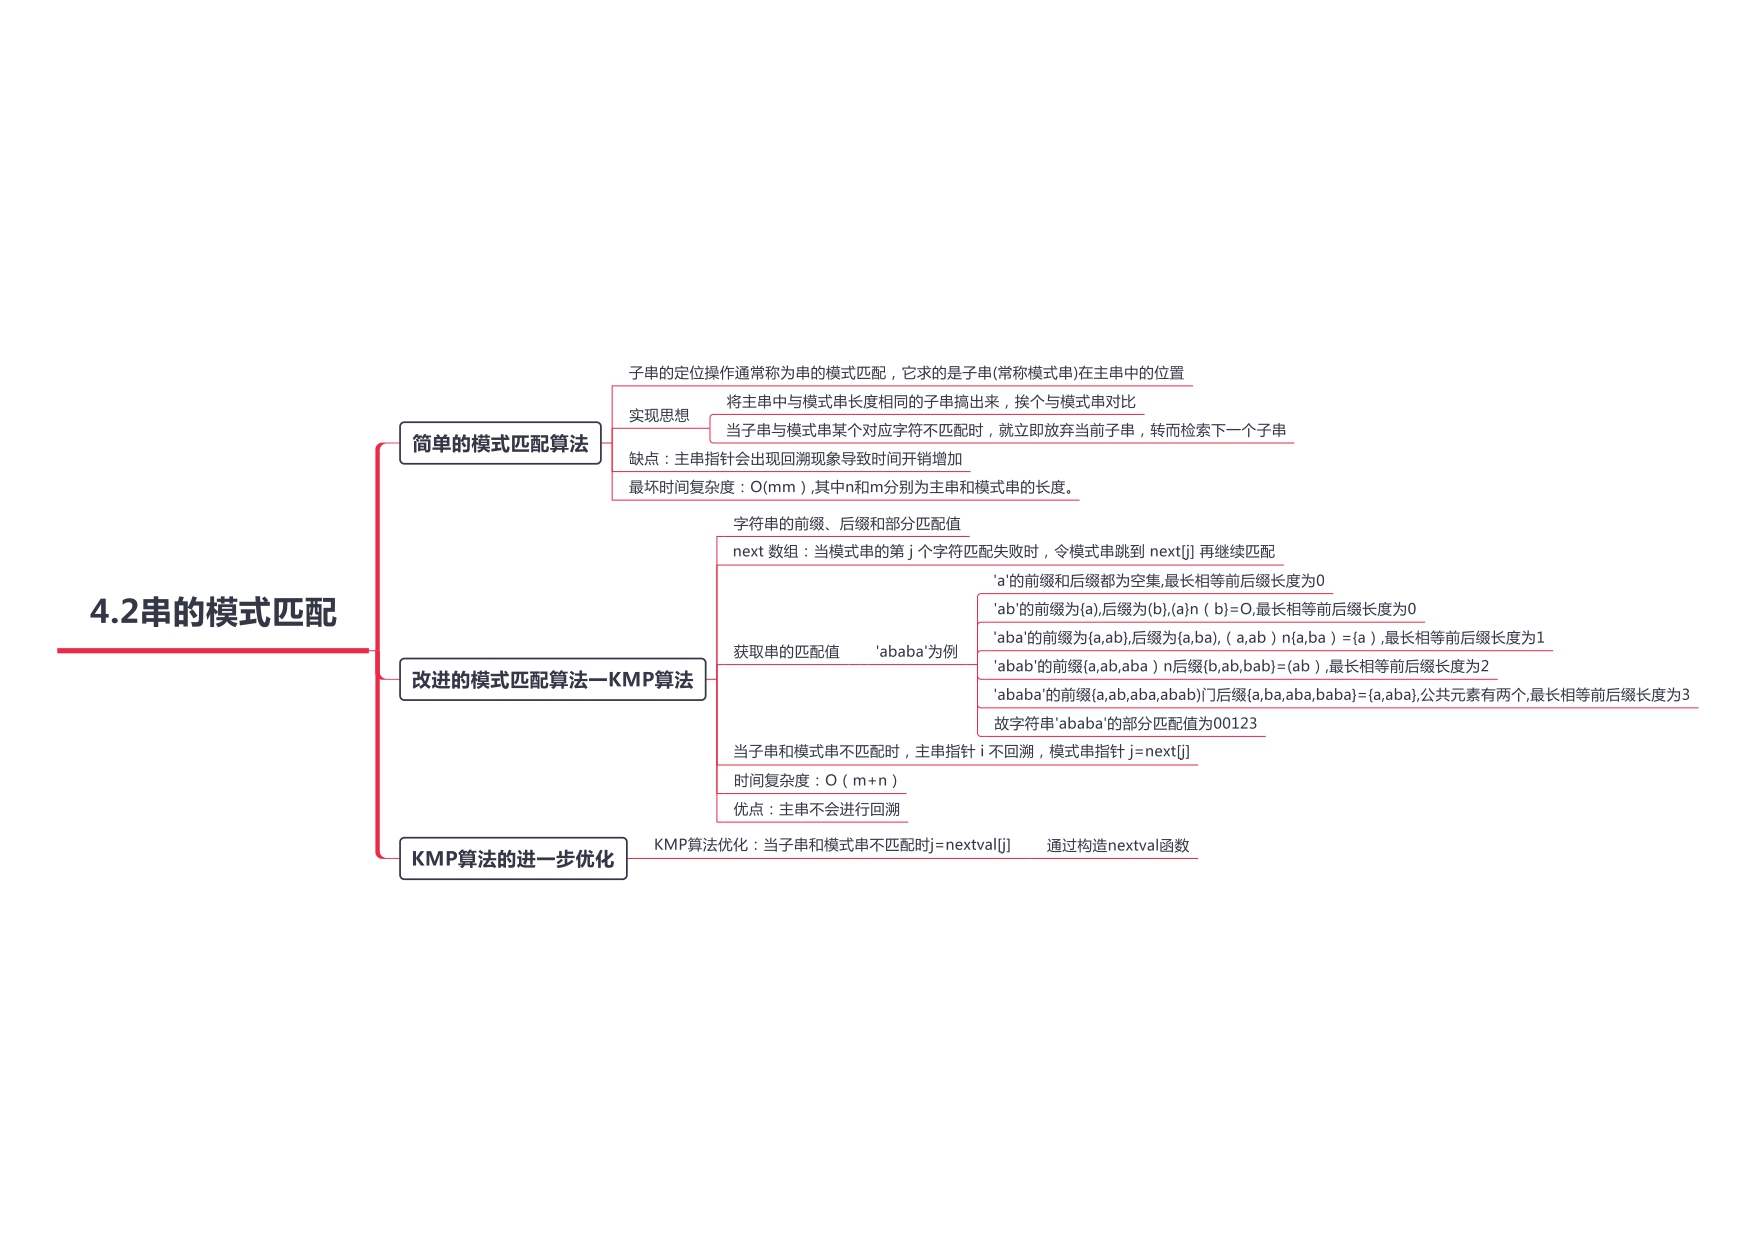 4.2串的模式匹配
简单的模式匹配算法
子串的定位操作通常称为串的模式匹配，它求的是子串(常称模式串)在主串中的位置
实现思想
将主串中与模式串长度相同的子串搞出来，挨个与模式串对比
当子串与模式串某个对应字符不匹配时，就立即放弃当前子串，转而检索下一个子串
缺点：主串指针会出现回溯现象导致时间开销增加
最坏时间复杂度：O(mm）,其中n和m分别为主串和模式串的长度。
改进的模式匹配算法一KMP算法
字符串的前缀、后缀和部分匹配值
next 数组：当模式串的第 j 个字符匹配失败时，令模式串跳到 next[j] 再继续匹配
获取串的匹配值
'ababa'为例
'a'的前缀和后缀都为空集,最长相等前后缀长度为0
'ab'的前缀为{a),后缀为(b},(a}n（b}=O,最长相等前后缀长度为0
'aba'的前缀为{a,ab},后缀为{a,ba),（a,ab）n{a,ba）={a）,最长相等前后缀长度为1
'abab'的前缀{a,ab,aba）n后缀{b,ab,bab}=(ab）,最长相等前后缀长度为2
'ababa'的前缀{a,ab,aba,abab)门后缀{a,ba,aba,baba}={a,aba},公共元素有两个,最长相等前后缀长度为3
故字符串'ababa'的部分匹配值为00123
当子串和模式串不匹配时，主串指针 i 不回溯，模式串指针 j=next[j]
时间复杂度：O（m+n）
优点：主串不会进行回溯
KMP算法的进一步优化
KMP算法优化：当子串和模式串不匹配时j=nextval[j]
通过构造nextval函数